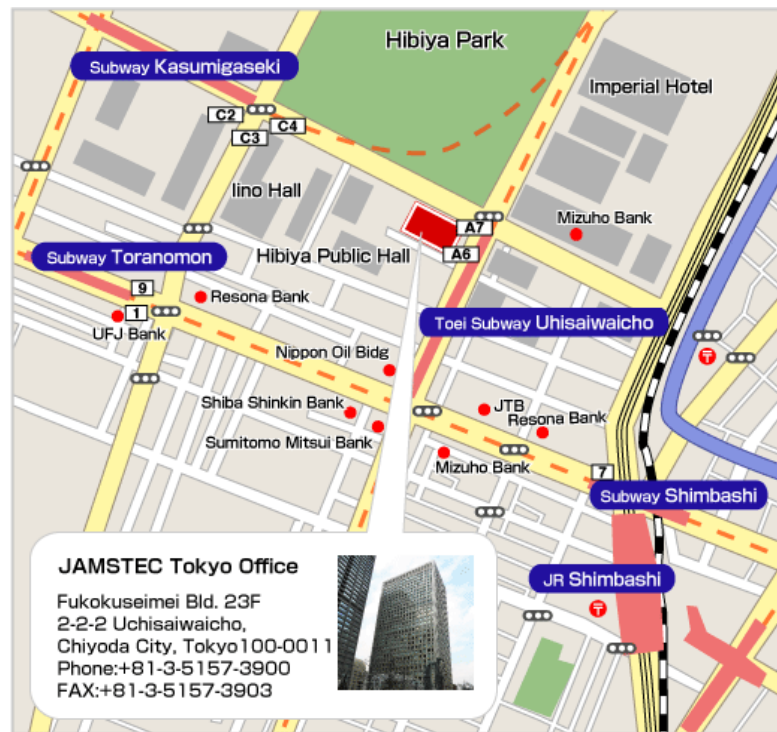 Hibiya Park
Subway Kasumigaseki
Imperial Hotel
C2
C4
C3
Iino Hall
A7
Mizuho Bank
Hibiya Public Hall
A6
Subway Toranomon
9
Resona Bank
1
UFJ Bank
Toei Subway Uhisaiwaicho
Nippon Oil Bidg
Shiba Shinkin Bank
JTB
Resona Bank
Sumitomo Mitsui Bank
Mizuho Bank
7
Subway Shimbashi
JR Shimbashi
JAMSTEC Tokyo Office
Fukokuseimei Bld. 23F
2-2-2 Uchisaiwaicho,
Chiyoda City, Tokyo100-0011
Phone:+81-3-5157-3900
FAX:+81-3-5157-3903